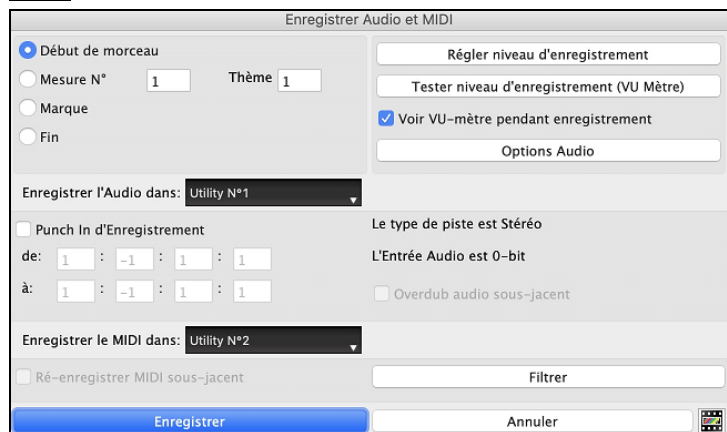 Enregistrer Audio et MIDI
Début de morceau
Mesure N° 1 Thème 1
Marque
Fin
Régler niveau d'enregistrement
Tester niveau d'enregistrement (VU Mètre)
Voir VU-mètre pendant enregistrement
Options Audio
Enregistrer l'Audio dans: Utility N°1
Punch In d'Enregistrement
de: 1 : -1 : 1 : 1
à: 1 : -1 : 1 : 1
Le type de piste est Stéréo
L'Entrée Audio est 0-bit
Overdub audio sous-jacent
Enregistrer le MIDI dans: Utility N°2
Ré-enregistrer MIDI sous-jacent
Filtrer
Enregistrer
Annuler